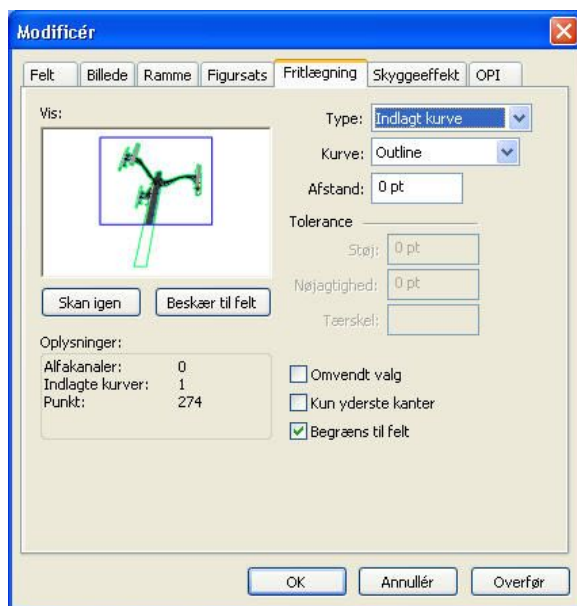 Modificér
Felt Billede Ramme Figursats Fritlægning Skyggeeffekt OPI
Vis:
Type: Indlagt kurve
Kurve: Outline
Afstand: 0 pt
Tolerance
Støj: 0 pt
Nøjagtighed: 0 pt
Tærskel:
Skan igen Beskær til felt
Oplysninger:
Alfakanaler: 0
Indlagte kurver: 1
Punkt: 274
Omvendt valg
Kun yderste kanter
Begræns til felt
OK Annullér Overfør